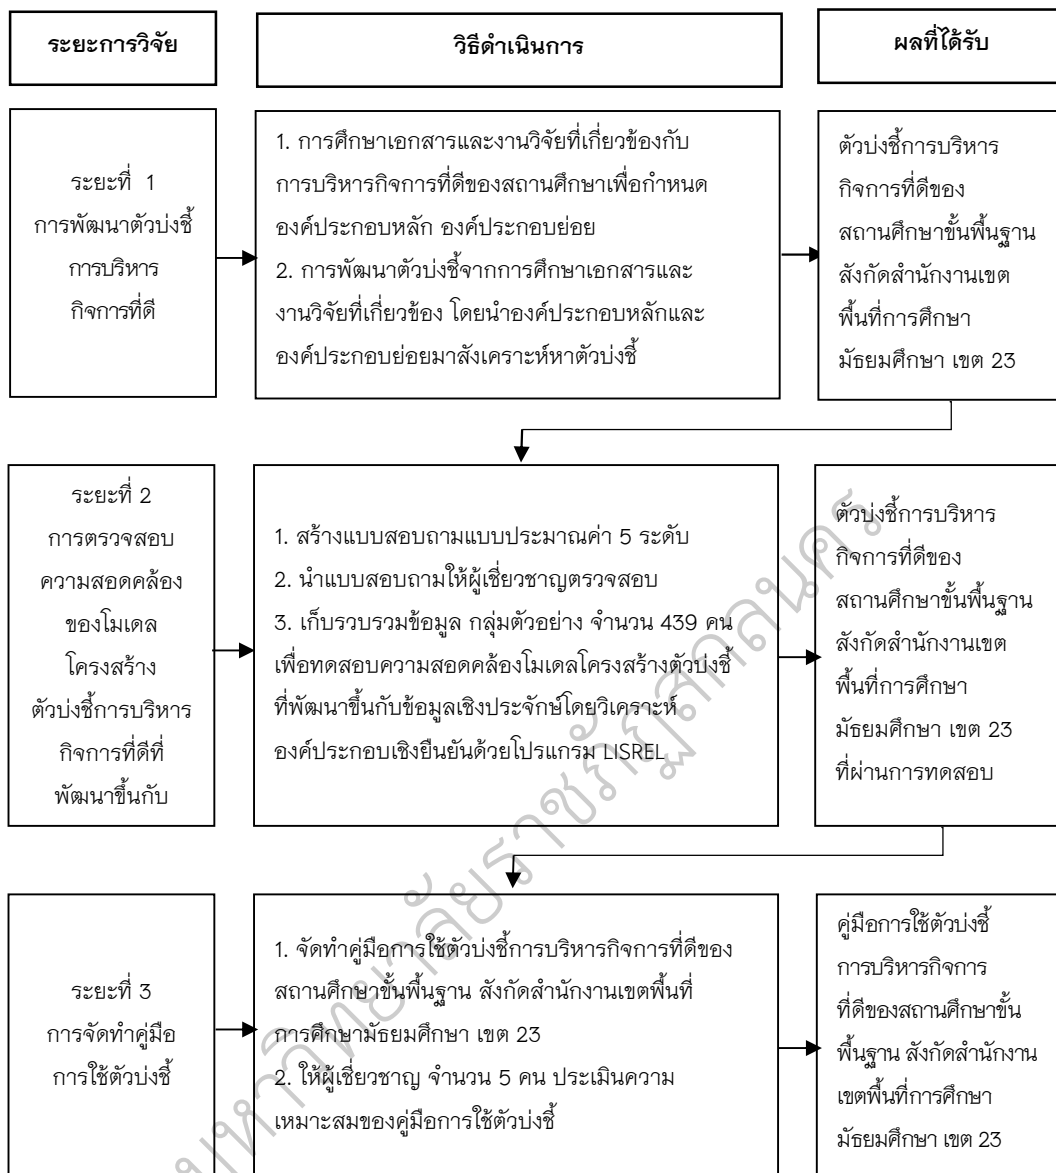 ระยะการวิจัย
วิธีดำเนินการ
ผลที่ได้รับ
ระยะที่ 1
การพัฒนาตัวบ่งชี้
การบริหาร
กิจการที่ดี
1. การศึกษาเอกสารและงานวิจัยที่เกี่ยวข้องกับ
การบริหารกิจการที่ดีของสถานศึกษาเพื่อกำหนด
องค์ประกอบหลัก องค์ประกอบย่อย
2. การพัฒนาตัวบ่งชี้จากการศึกษาเอกสารและ
งานวิจัยที่เกี่ยวข้อง โดยนำองค์ประกอบหลักและ
องค์ประกอบย่อยมาสังเคราะห์หาตัวบ่งชี้
ตัวบ่งชี้การบริหาร
กิจการที่ดีของ
สถานศึกษาขั้นพื้นฐาน
สังกัดสำนักงานเขต
พื้นที่การศึกษา
มัธยมศึกษา เขต 23
ระยะที่ 2
การตรวจสอบ
ความสอดคล้อง
ของโมเดล
โครงสร้าง
ตัวบ่งชี้การบริหาร
กิจการที่ดีที่
พัฒนาขึ้นกับ
1. สร้างแบบสอบถามแบบประมาณค่า 5 ระดับ
2. นำแบบสอบถามให้ผู้เชี่ยวชาญตรวจสอบ
3. เก็บรวบรวมข้อมูล กลุ่มตัวอย่าง จำนวน 439 คน
เพื่อทดสอบความสอดคล้องโมเดลโครงสร้างตัวบ่งชี้
ที่พัฒนาขึ้นกับข้อมูลเชิงประจักษ์โดยวิเคราะห์
องค์ประกอบเชิงยืนยันด้วยโปรแกรม LISREL
ตัวบ่งชี้การบริหาร
กิจการที่ดีของ
สถานศึกษาขั้นพื้นฐาน
สังกัดสำนักงานเขต
พื้นที่การศึกษา
มัธยมศึกษา เขต 23
ที่ผ่านการทดสอบ
ระยะที่ 3
การจัดทำคู่มือ
การใช้ตัวบ่งชี้
1. จัดทำคู่มือการใช้ตัวบ่งชี้การบริหารกิจการที่ดีของ
สถานศึกษาขั้นพื้นฐาน สังกัดสำนักงานเขตพื้นที่
การศึกษามัธยมศึกษา เขต 23
2. ให้ผู้เชี่ยวชาญ จำนวน 5 คน ประเมินความ
เหมาะสมของคู่มือการใช้ตัวบ่งชี้
คู่มือการใช้ตัวบ่งชี้
การบริหารกิจการ
ที่ดีของสถานศึกษาขั้น
พื้นฐาน สังกัดสำนักงาน
เขตพื้นที่การศึกษา
มัธยมศึกษา เขต 23
มหาวิทยาลัยราชภัฏสกลนคร